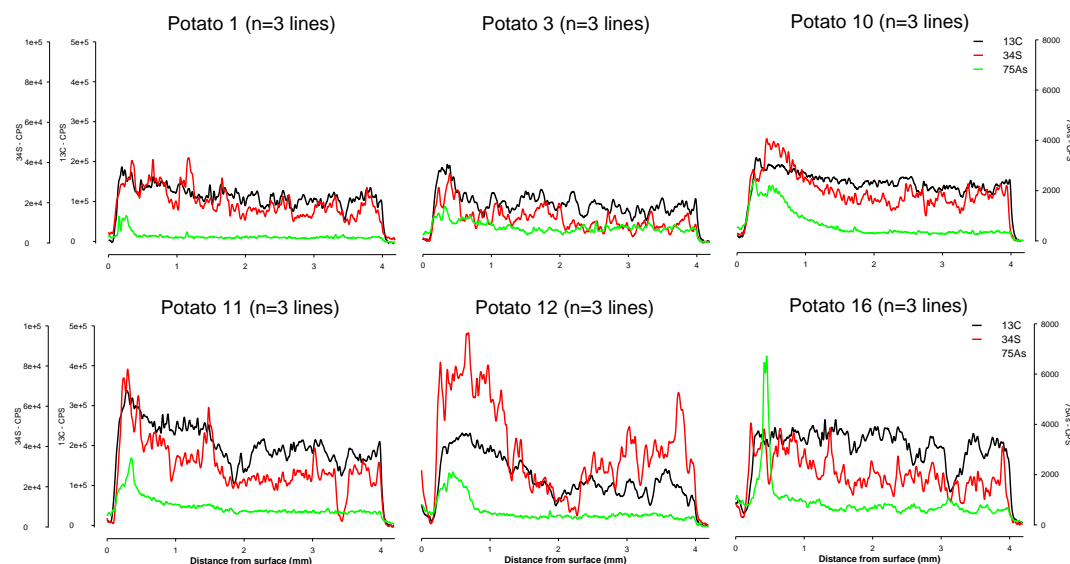 Potato 1 (n=3 lines)
Potato 3 (n=3 lines)
Potato 10 (n=3 lines)
1e+5
8e+4
6e+4
4e+4
2e+4
0
34S - CPS
5e+5
4e+5
3e+5
2e+5
1e+5
0
13C - CPS
0 1 2 3 4
0 1 2 3 4
0 1 2 3 4
13C
34S
75As
8000
6000
4000
2000
0
75AS - CPS
Potato 11 (n=3 lines)
Potato 12 (n=3 lines)
Potato 16 (n=3 lines)
1e+5
8e+4
6e+4
4e+4
2e+4
0
34S - CPS
5e+5
4e+5
3e+5
2e+5
1e+5
0
13C - CPS
0 1 2 3 4
0 1 2 3 4
0 1 2 3 4
13C
34S
75As
8000
6000
4000
2000
0
75AS - CPS
Distance from surface (mm)
Distance from surface (mm)
Distance from surface (mm)